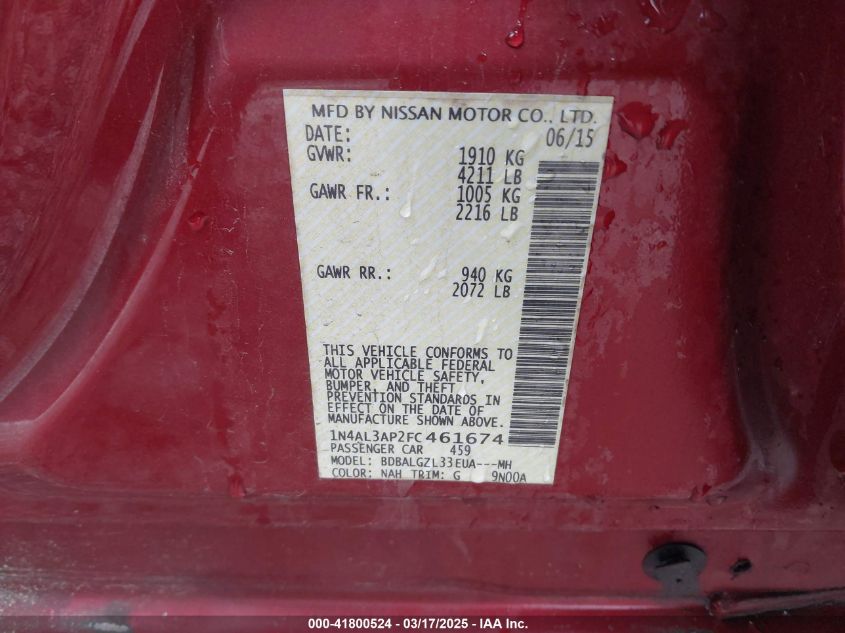 MFD BY NISSAN MOTOR CO., LTD.
DATE: 06/15
GVWR: 1910 KG
4211 LB
GAWR FR.: 1005 KG
2216 LB
GAWR RR.: 940 KG
2072 LB
THIS VEHICLE CONFORMS TO
ALL APPLICABLE FEDERAL
MOTOR VEHICLE SAFETY,
BUMPER, AND THEFT
PREVENTION STANDARDS IN
EFFECT ON THE DATE OF
MANUFACTURE SHOWN ABOVE.
1N4AL3AP2FC461674
PASSENGER CAR 459
MODEL: BDBALGZL33EUA---MH
COLOR: NAH TRIM: G 9N00A
000-41800524 - 03/17/2025 - IAA Inc.